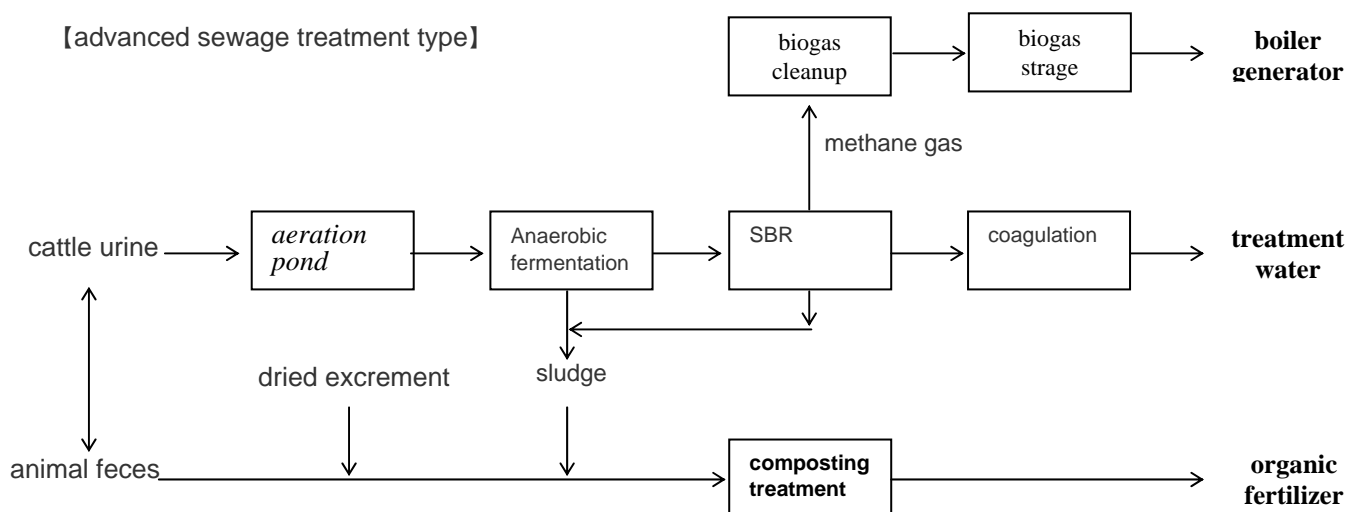 【advanced sewage treatment type】
biogas
cleanup
biogas
strage
boiler
generator
methane gas
cattle urine
aeration
pond
Anaerobic
fermentation
SBR
coagulation
treatment
water
dried excrement
sludge
animal feces
composting
treatment
organic
fertilizer